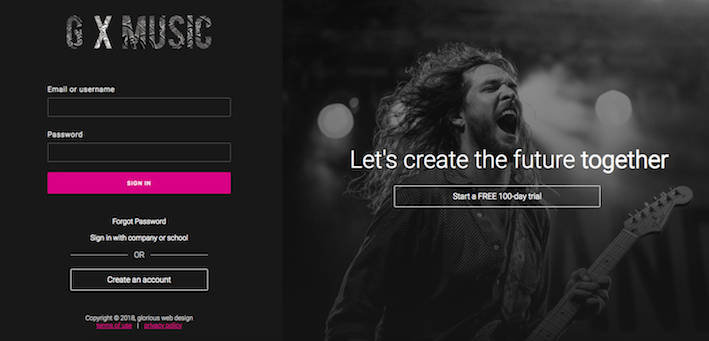 G X MUSIC
Email or username
Password
SIGN IN
Forgot Password
Sign in with company or school
OR
Create an account
Copyright © 2018, glorious web design
terms of use | privacy policy
Let's create the future together
Start a FREE 100-day trial